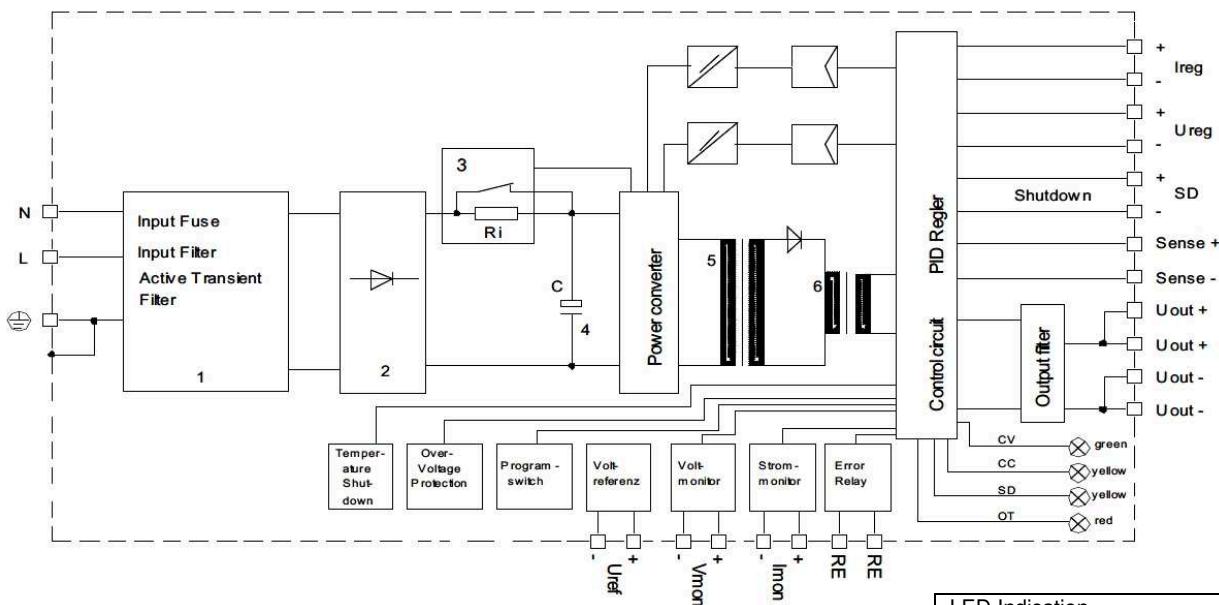 N
L
Input Fuse
Input Filter
Active Transient
Filter
1
2
3
Ri
C
4
Power converter
5
6
PID Regler
Control circuit
Output filter
Shutdown
+
Ireg
-
+
Ureg
-
+
SD
-
Sense +
Sense -
Uout +
Uout +
Uout -
Uout -
CV
green
CC
yellow
SD
yellow
OT
red
Temper-
ature
Shut-
down
Over-
Voltage
Protection
Program-
switch
Volt-
referenz
Volt-
monitor
Strom-
monitor
Error
Relay
- +
Uref
- +
Vmon
- +
Imon
RE
RE
LED Indication